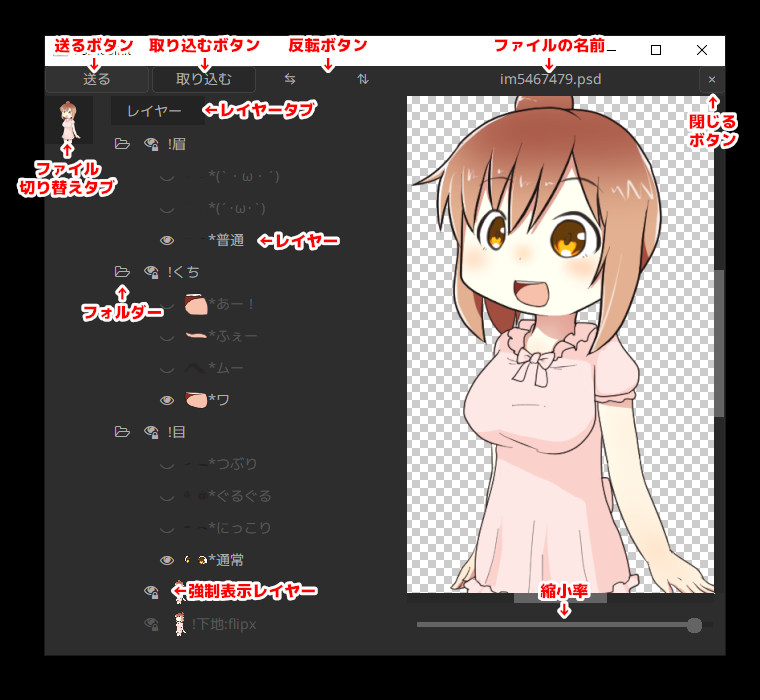 送るボタン 取り込むボタン 反転ボタン ファイルの名前
↓ ↓ ↓ ↓
送る 取り込む ⇆ ⇅ im5467479.psd ×
レイヤー ←レイヤータブ
↑
閉じる
ボタン
↑
ファイル
切り替えタブ
!眉
*(˙・ω・˙)
*(˙･ω･˙)
*普通 ←レイヤー
!くち
↑
フォルダー
*あー！
*ふぇー
*ムー
*ワ
!目
*つぶり
*ぐるぐる
*にっこり
*通常
←強制表示レイヤー
!下地:flipx
縮小率
↓